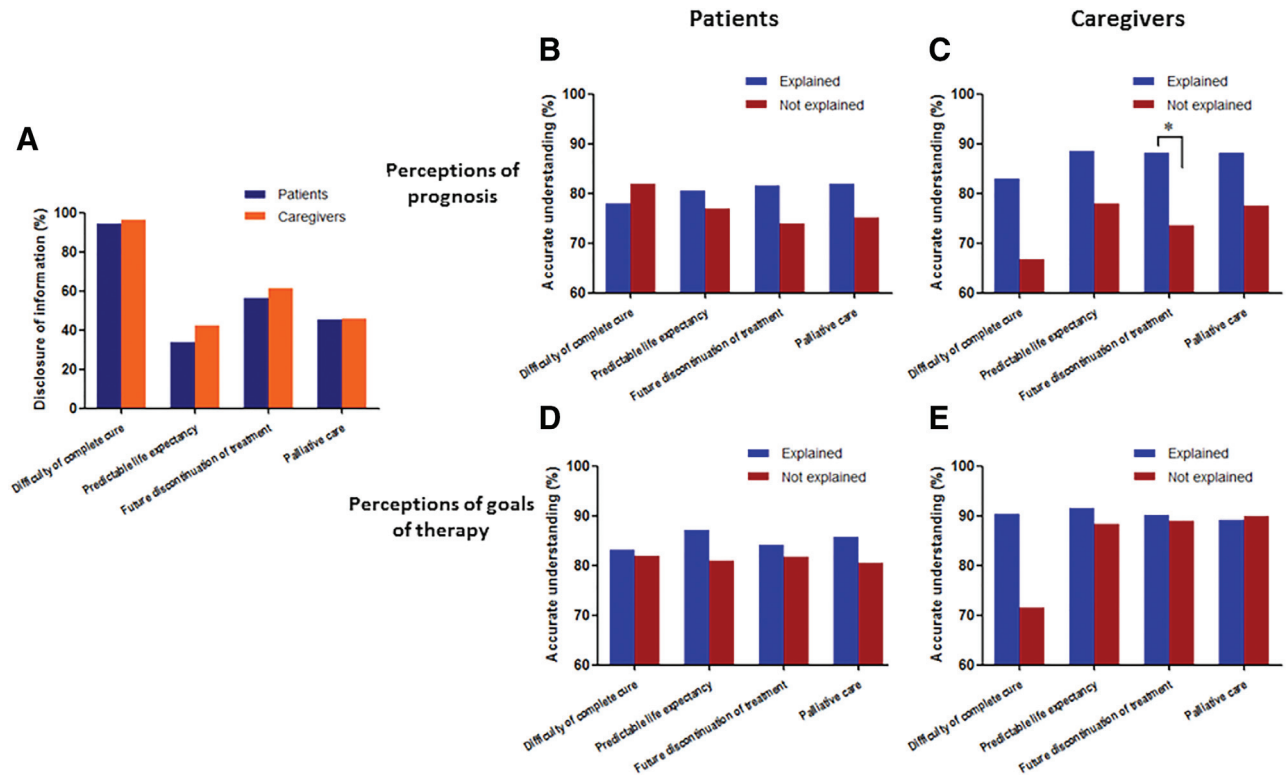 Patients
Caregivers
A
Disclosure of information (%)
Patients
Caregivers
100
80
60
40
20
0
Difficulty of complete cure
Predictable life expectancy
Future discontinuation of treatment
Palliative care
Perceptions of
prognosis
B
Accurate understanding (%)
Explained
Not explained
100
90
80
70
60
Difficulty of complete cure
Predictable life expectancy
Future discontinuation of treatment
Palliative care
C
Accurate understanding (%)
Explained
Not explained
*
100
90
80
70
60
Difficulty of complete cure
Predictable life expectancy
Future discontinuation of treatment
Palliative care
Perceptions of goals
of therapy
D
Accurate understanding (%)
Explained
Not explained
100
90
80
70
60
Difficulty of complete cure
Predictable life expectancy
Future discontinuation of treatment
Palliative care
E
Accurate understanding (%)
Explained
Not explained
100
90
80
70
60
Difficulty of complete cure
Predictable life expectancy
Future discontinuation of treatment
Palliative care